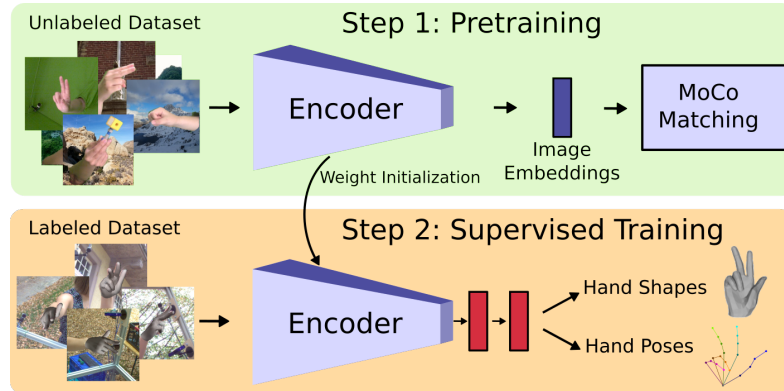 Unlabeled Dataset
Step 1: Pretraining
Encoder
MoCo
Matching
Image
Embeddings
Weight Initialization
Labeled Dataset
Step 2: Supervised Training
Encoder
Hand Shapes
Hand Poses